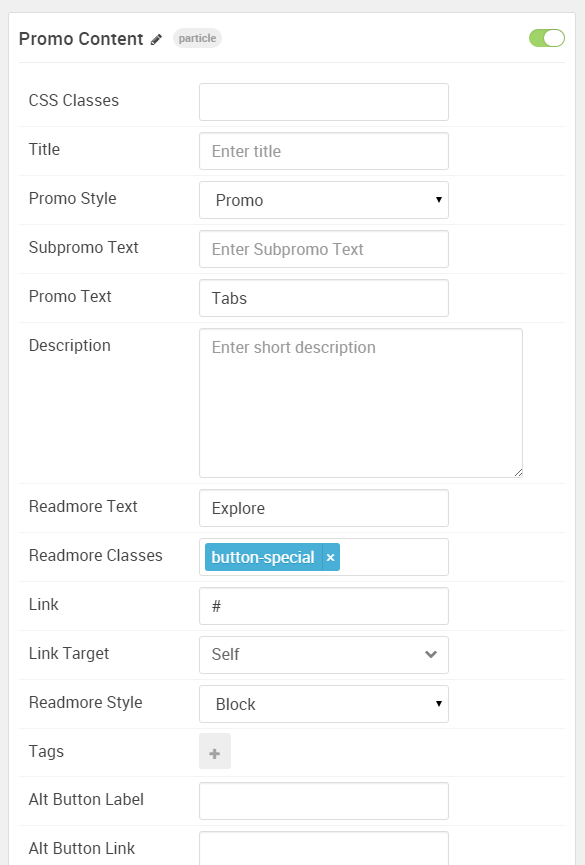 Promo Content particle
CSS Classes
Title Enter title
Promo Style Promo
Subpromo Text Enter Subpromo Text
Promo Text Tabs
Description Enter short description
Readmore Text Explore
Readmore Classes button-special ×
Link #
Link Target Self
Readmore Style Block
Tags +
Alt Button Label
Alt Button Link